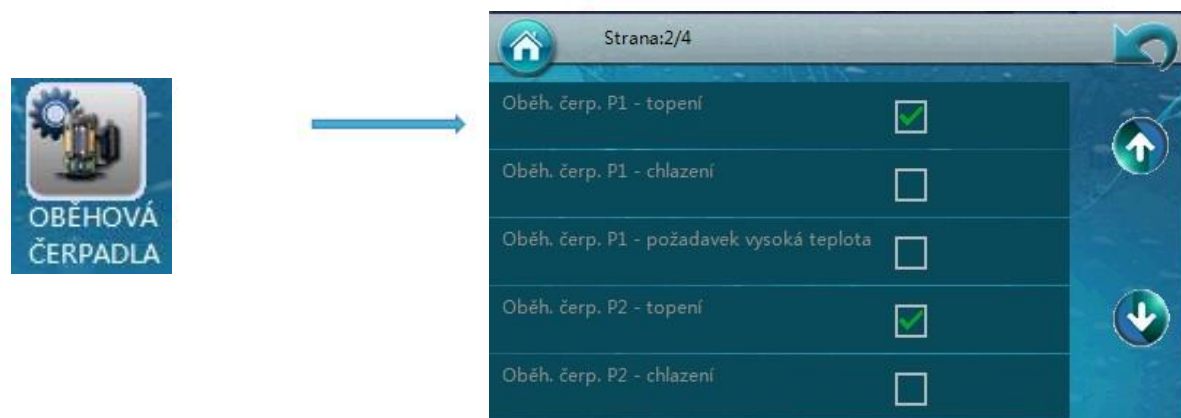 OBĚHOVÁ
ČERPADLA
Strana:2/4
Oběh. čerp. P1 - topení
Oběh. čerp. P1 - chlazení
Oběh. čerp. P1 - požadavek vysoká teplota
Oběh. čerp. P2 - topení
Oběh. čerp. P2 - chlazení